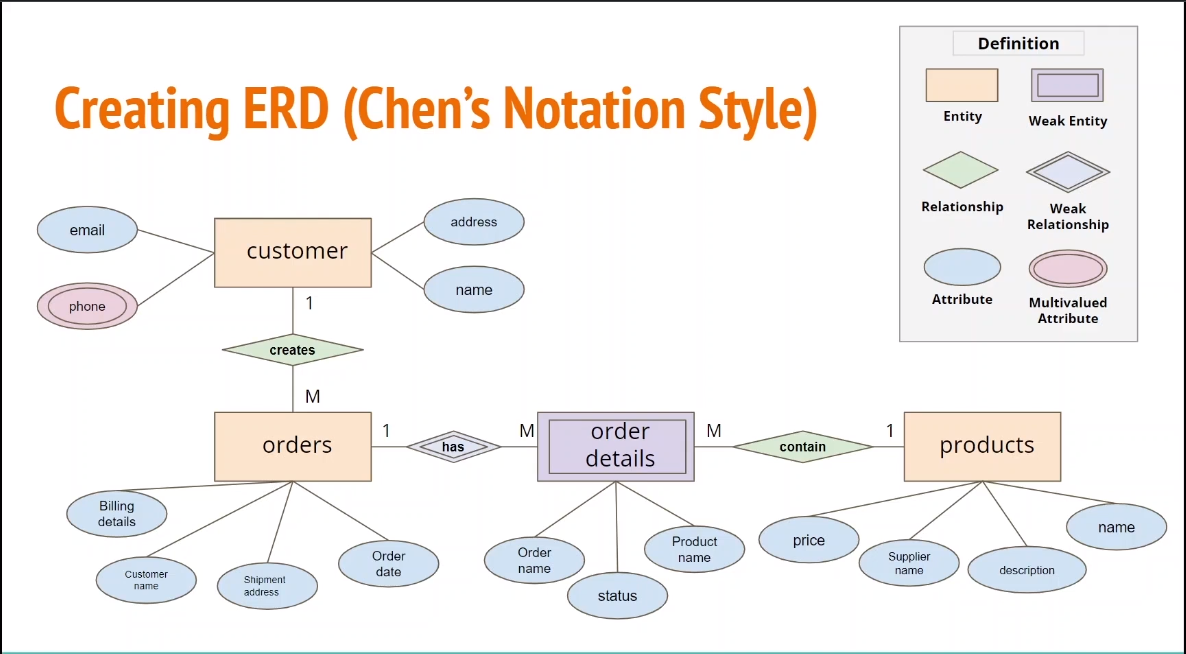 Creating ERD (Chen's Notation Style)
Definition
Entity
Weak Entity
Relationship
Weak
Relationship
Attribute
Multivalued
Attribute
email
phone
customer
address
name
1
creates
M
orders
1
has
M
order
details
M
contain
1
products
Billing
details
Customer
name
Shipment
address
Order
date
Order
name
status
Product
name
price
Supplier
name
description
name